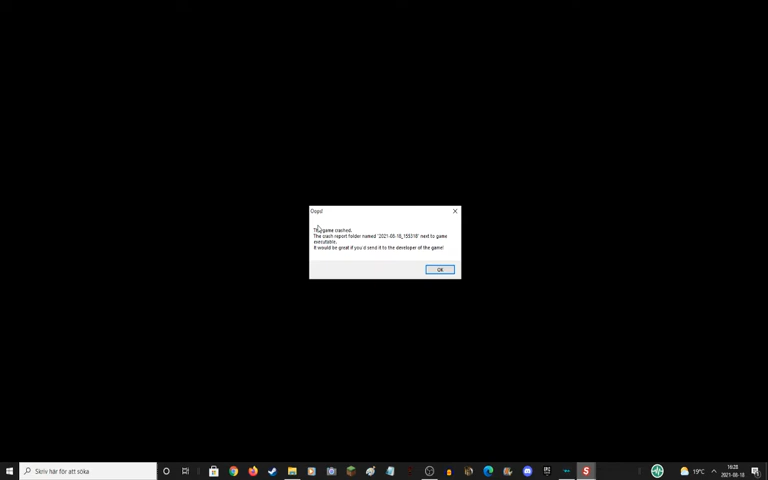 Oops!
The game crashed.
The crash report folder named '2021-06-18_155318' next to game
executable.
It would be great if you'd send it to the developer of the game!
OK
Skriv här för att söka
19°C
16:28
2021-06-18